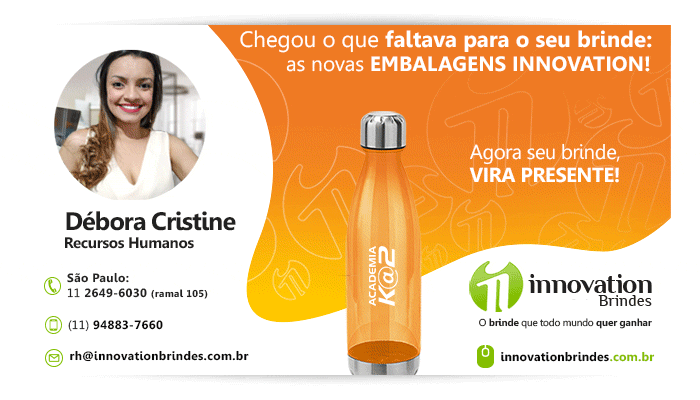 Chegou o que faltava para o seu brinde:
as novas EMBALAGENS INNOVATION!
Agora seu brinde,
VIRA PRESENTE!
Débora Cristine
Recursos Humanos
São Paulo:
11 2649-6030 (ramal 105)
(11) 94883-7660
rh@innovationbrindes.com.br
ACADEMIA
K@2
innovation
Brindes
O brinde que todo mundo quer ganhar
innovationbrindes.com.br